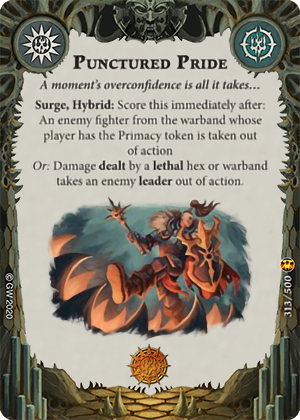 PUNCTURED PRIDE
A moment's overconfidence is all it takes…
Surge, Hybrid: Score this immediately after:
An enemy fighter from the warband whose
player has the Primacy token is taken out
of action
Or: Damage dealt by a lethal hex or warband
takes an enemy leader out of action.
© GW 2020
313/500